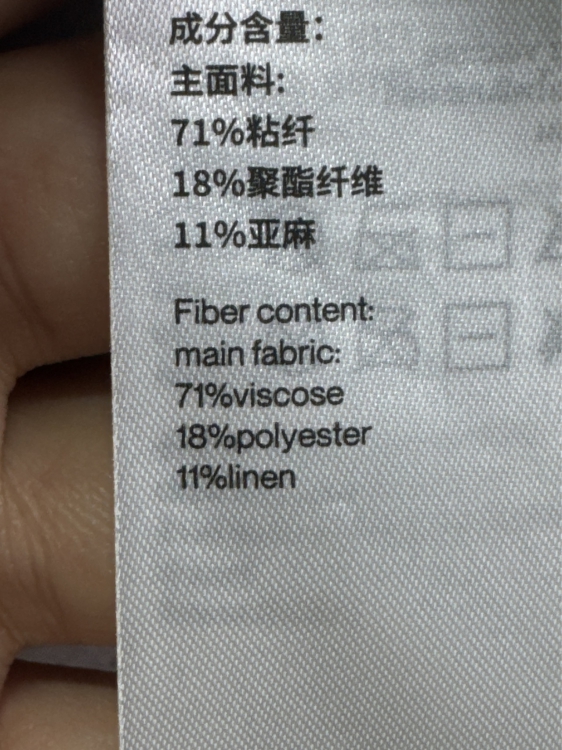 成分含量:
主面料:
71%粘纤
18%聚酯纤维
11%亚麻
Fiber content:
main fabric:
71%viscose
18%polyester
11%linen